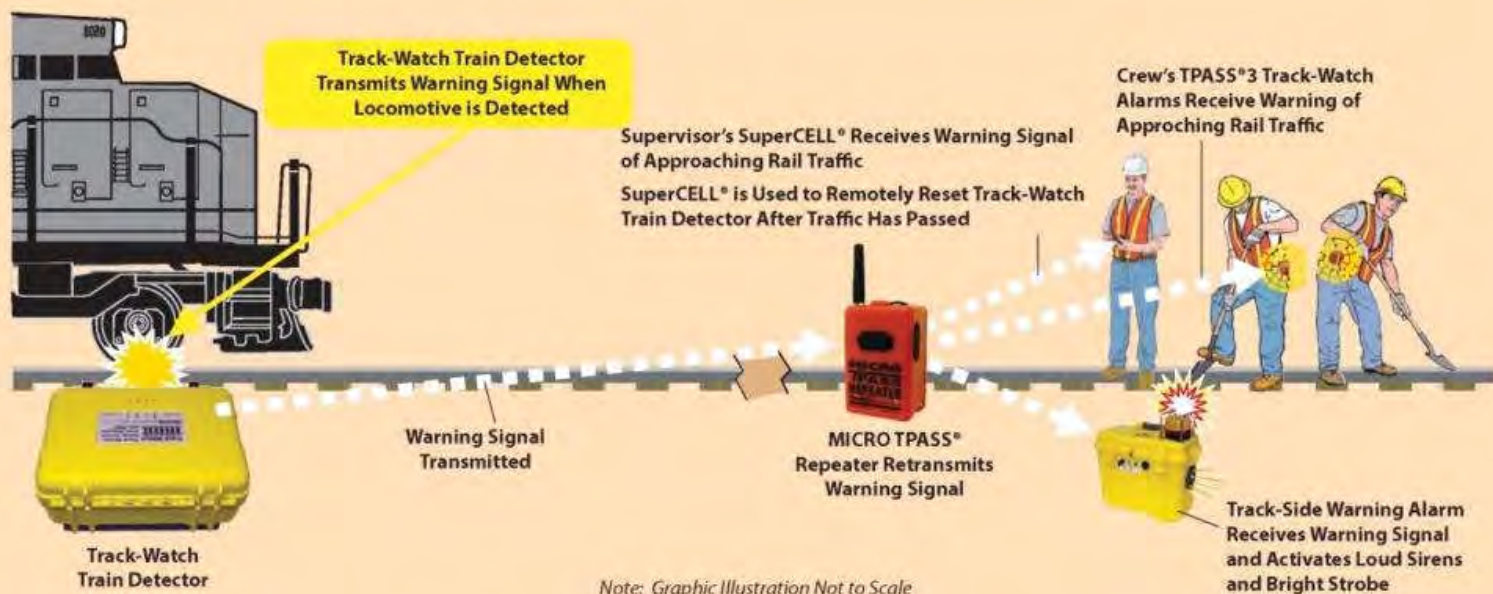 8020
Track-Watch Train Detector
Transmits Warning Signal When
Locomotive is Detected
Supervisor's SuperCELL® Receives Warning Signal
of Approaching Rail Traffic
SuperCELL® is Used to Remotely Reset Track-Watch
Train Detector After Traffic Has Passed
Crew's TPASS®3 Track-Watch
Alarms Receive Warning of
Approching Rail Traffic
Warning Signal
Transmitted
MICRO
TPASS
REPEATER
MICRO TPASS®
Repeater Retransmits
Warning Signal
Track-Watch
Train Detector
Track-Side Warning Alarm
Receives Warning Signal
and Activates Loud Sirens
and Bright Strobe
Note: Graphic Illustration Not to Scale